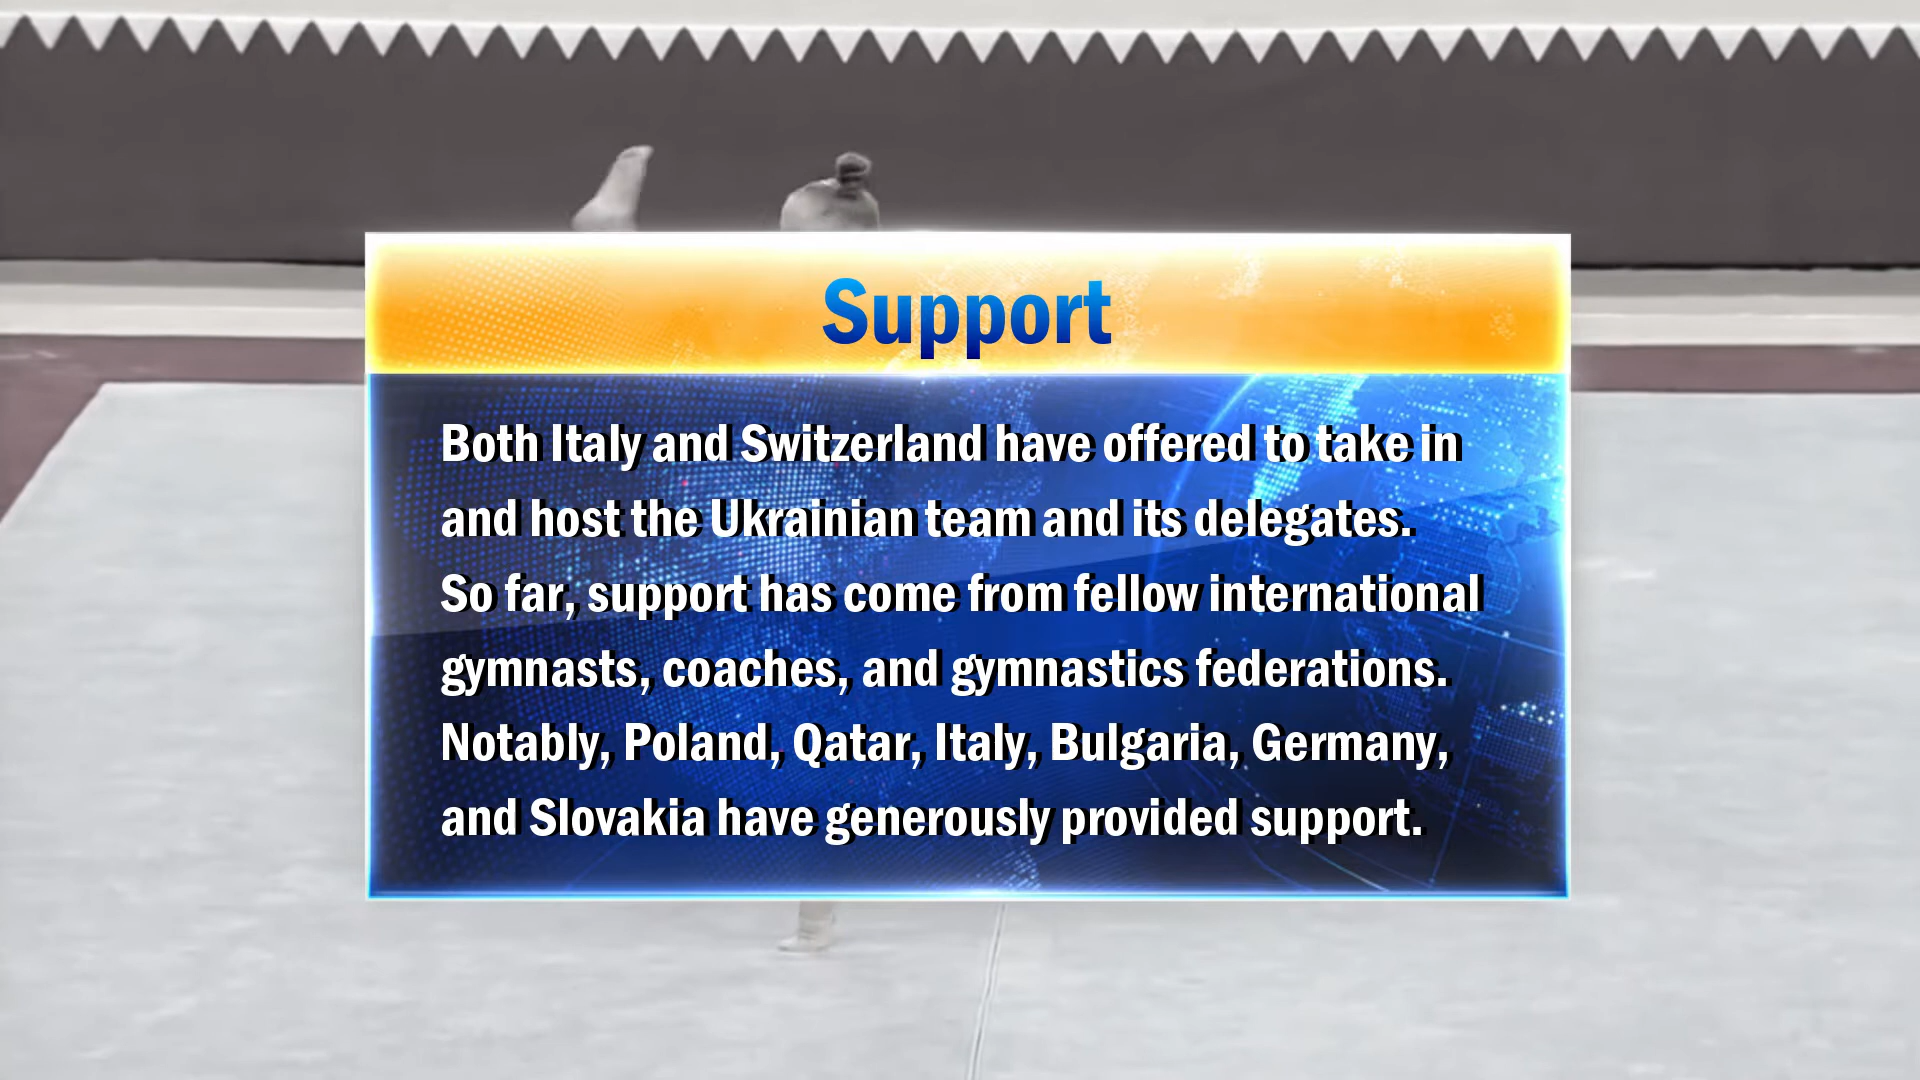 Support
Both Italy and Switzerland have offered to take in
and host the Ukrainian team and its delegates.
So far, support has come from fellow international
gymnasts, coaches, and gymnastics federations.
Notably, Poland, Qatar, Italy, Bulgaria, Germany,
and Slovakia have generously provided support.